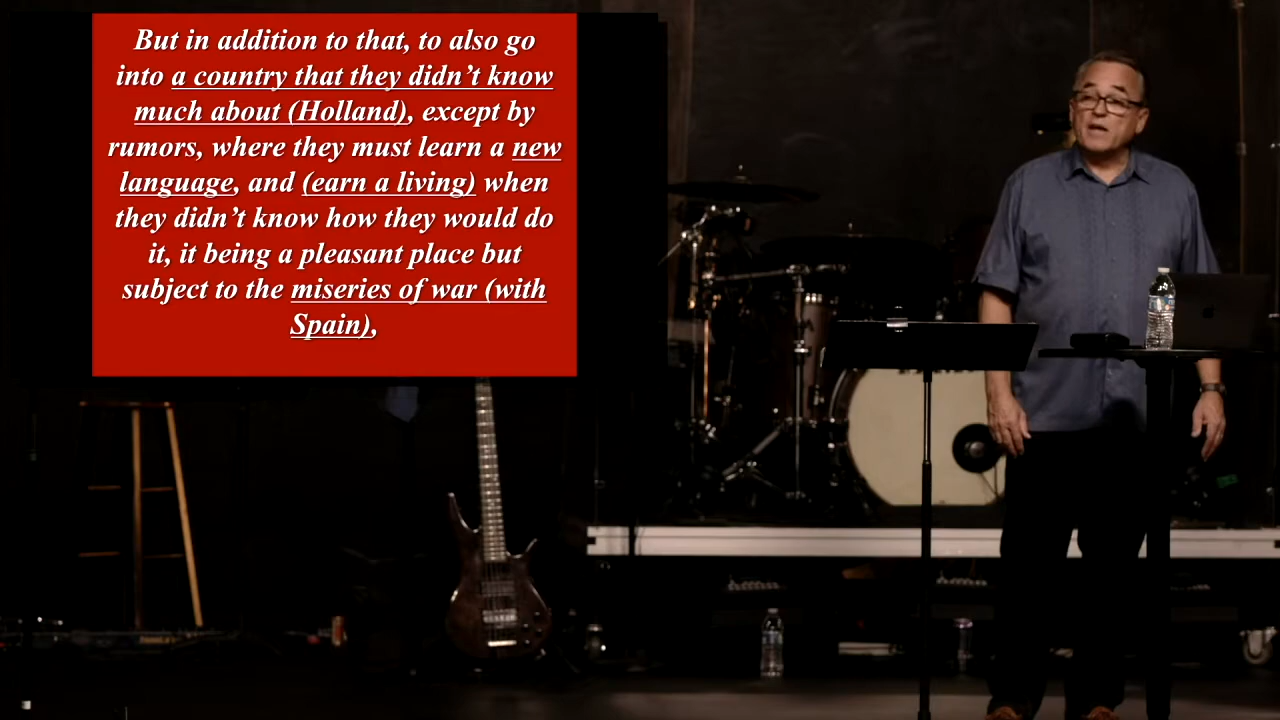 But in addition to that, to also go
into a country that they didn’t know
much about (Holland), except by
rumors, where they must learn a new
language, and (earn a living) when
they didn’t know how they would do
it, it being a pleasant place but
subject to the miseries of war (with
Spain),